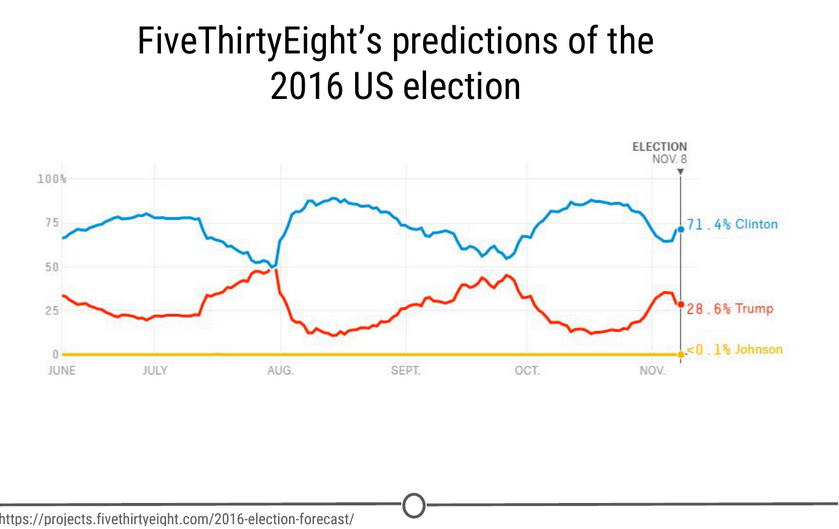 FiveThirtyEight’s predictions of the
2016 US election
ELECTION
NOV. 8
100%
75
50
25
0
71.4% Clinton
28.6% Trump
<0.1% Johnson
JUNE JULY AUG. SEPT. OCT. NOV.
https://projects.fivethirtyeight.com/2016-election-forecast/